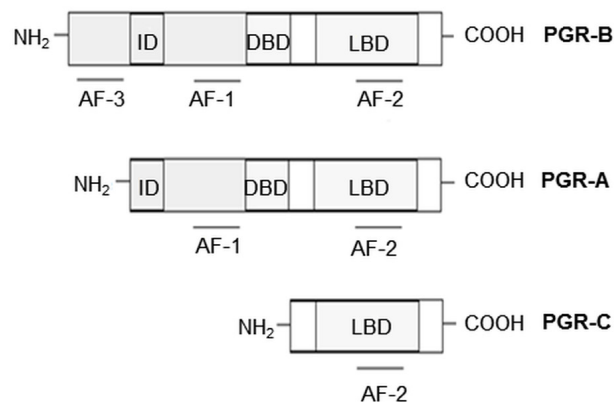 NH2 ID DBD LBD COOH PGR-B
AF-3 AF-1 AF-2
NH2 ID DBD LBD COOH PGR-A
AF-1 AF-2
NH2 LBD COOH PGR-C
AF-2